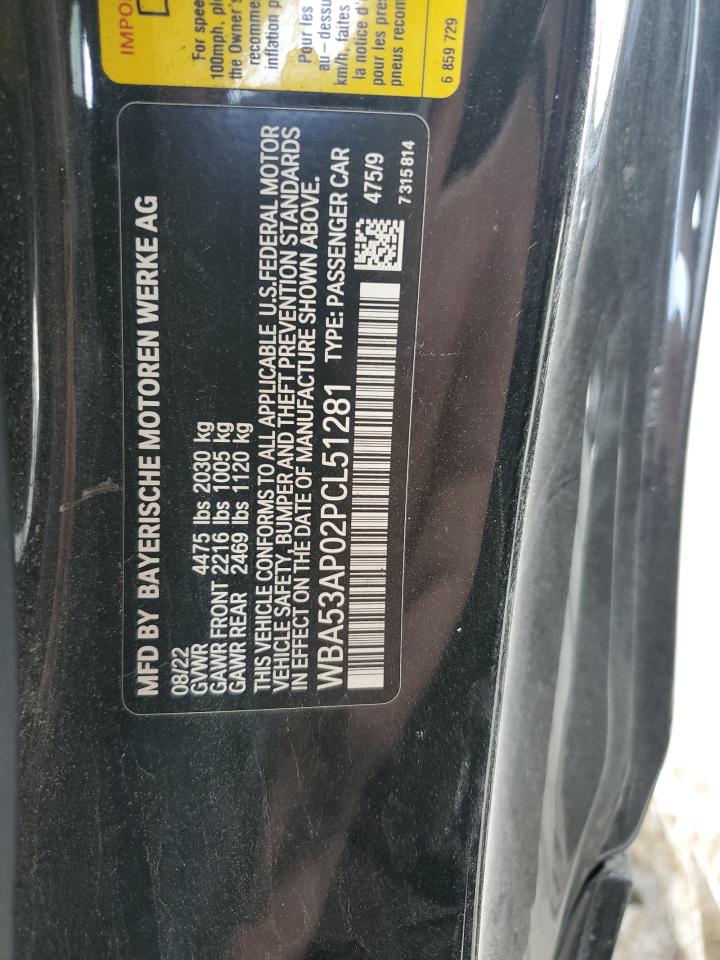 IMPO
For spee
100mph, ple
the Owner's
recomme
inflation p
Pour les
au-dessu
km/h- faites
la notice d'
pour les pres
pneus recom
6 859 729
MFD BY BAYERISCHE MOTOREN WERKE AG
08/22
GVWR 4475 lbs 2030 kg
GAWR FRONT 2216 lbs 1005 kg
GAWR REAR 2469 lbs 1120 kg
THIS VEHICLE CONFORMS TO ALL APPLICABLE U.S.FEDERAL MOTOR
VEHICLE SAFETY, BUMPER AND THEFT PREVENTION STANDARDS
IN EFFECT ON THE DATE OF MANUFACTURE SHOWN ABOVE.
WBA53AP02PCL51281 TYPE: PASSENGER CAR
475/9
7 315 814